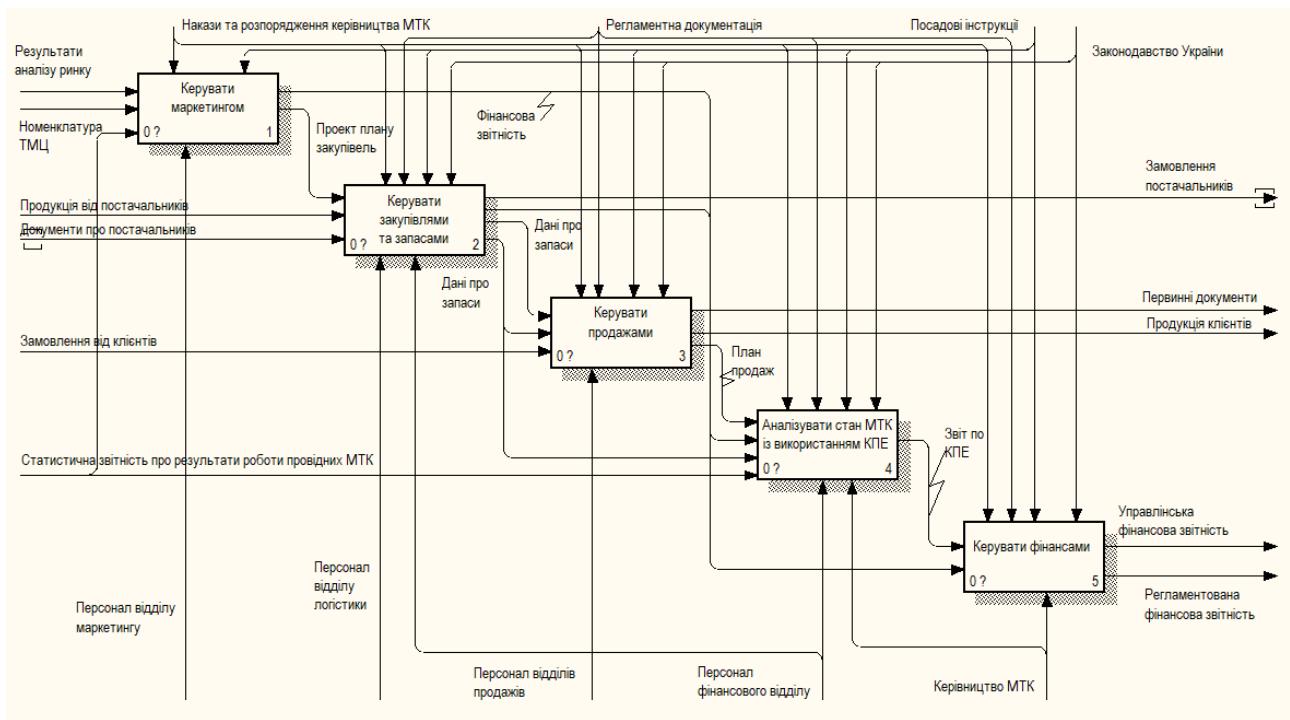 Накази та розпорядження керівництва МТК
Регламентна документація
Посадові інструкції
Результати
аналізу ринку
Законодавство України
Керувати
маркетингом
0 ?
1
Номенклатура
ТМЦ
Проект плану
закупівель
Фінансова
звітність
Замовлення
постачальників
Продукція від постачальників
Документи про постачальників
Керувати
закупівлями
та запасами
0 ?
2
Дані про
запаси
Дані про
запаси
Первинні документи
Продукція клієнтів
Керувати
продажами
0 ?
3
Замовлення від клієнтів
План
продаж
Аналізувати стан МТК
із використанням КПЕ
0 ?
4
Звіт по
КПЕ
Статистична звітність про результати роботи провідних МТК
Управлінська
фінансова звітність
Керувати фінансами
0 ?
5
Регламентована
фінансова звітність
Персонал
відділу
логістики
Персонал відділу
маркетингу
Персонал відділів
продажів
Персонал
фінансового відділу
Керівництво МТК